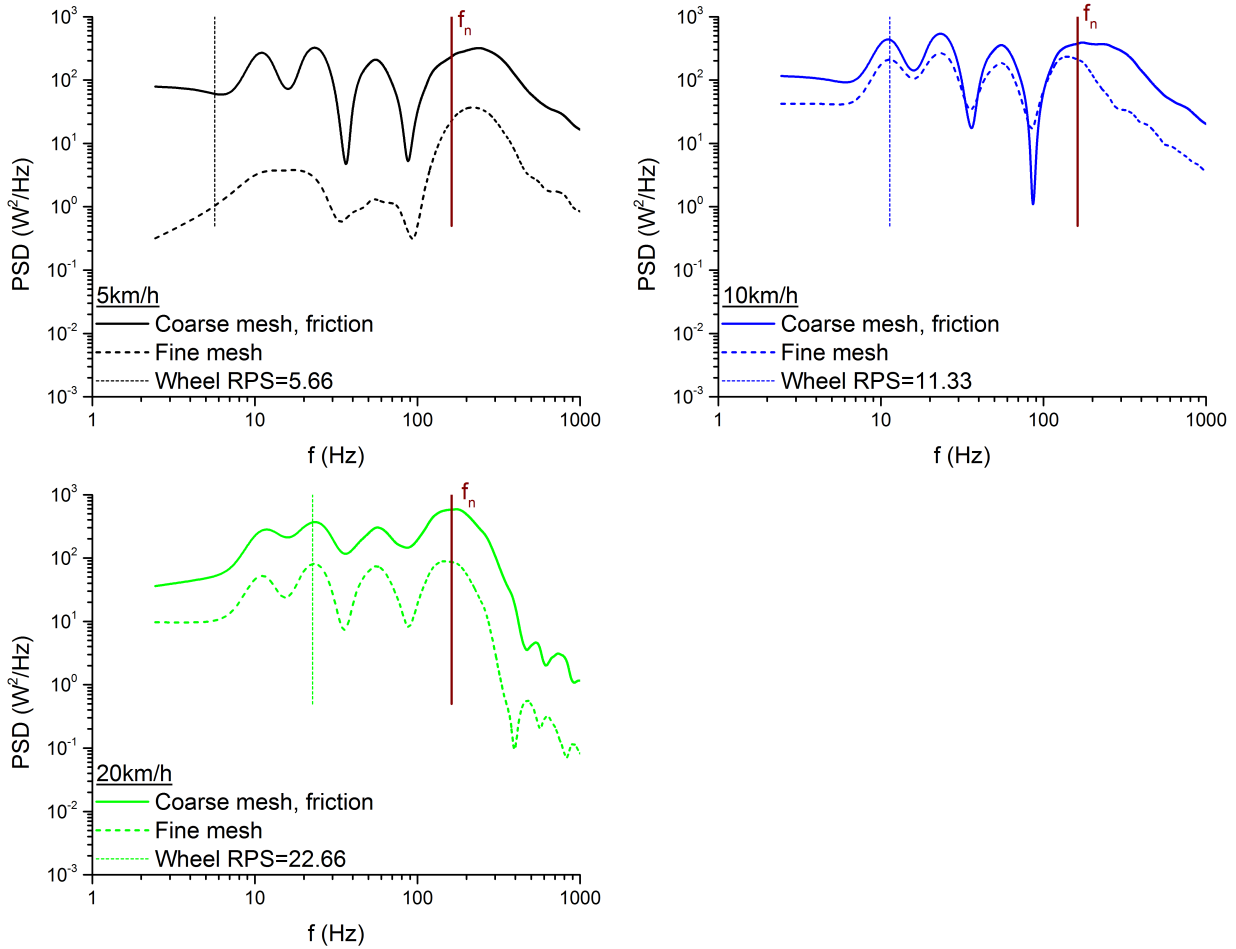 10³
fₙ
10²
10¹
10⁰
10⁻¹
10⁻²
10⁻³
PSD (W²/Hz)
5km/h
Coarse mesh, friction
Fine mesh
Wheel RPS=5.66
1 10 100 1000
f (Hz)
10³
fₙ
10²
10¹
10⁰
10⁻¹
10⁻²
10⁻³
PSD (W²/Hz)
10km/h
Coarse mesh, friction
Fine mesh
Wheel RPS=11.33
1 10 100 1000
f (Hz)
10³
fₙ
10²
10¹
10⁰
10⁻¹
10⁻²
10⁻³
PSD (W²/Hz)
20km/h
Coarse mesh, friction
Fine mesh
Wheel RPS=22.66
1 10 100 1000
f (Hz)